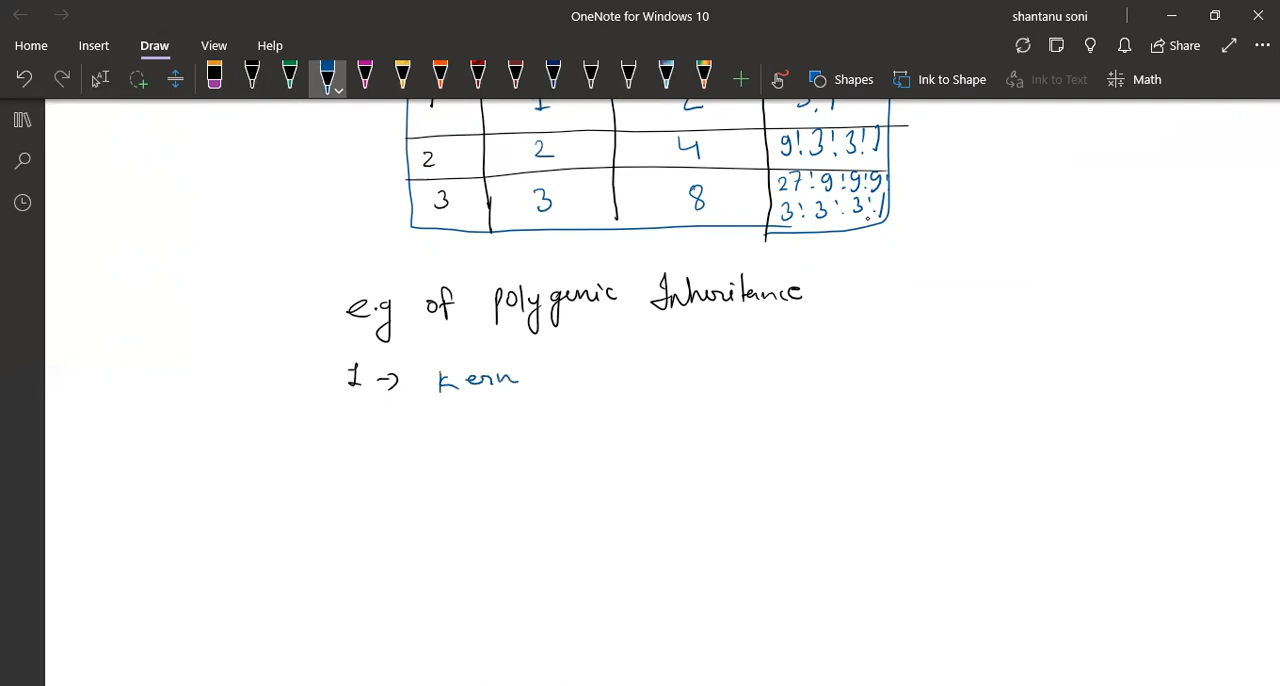 OneNote for Windows 10
shantanu soni
Home Insert Draw View Help
Share
Shapes Ink to Shape Ink to Text Math
2 2 4 9:3:3:1
3 3 8 27:9:9:9:
3:3:3:1
e.g of polygenic Inheritance
1 → Kern